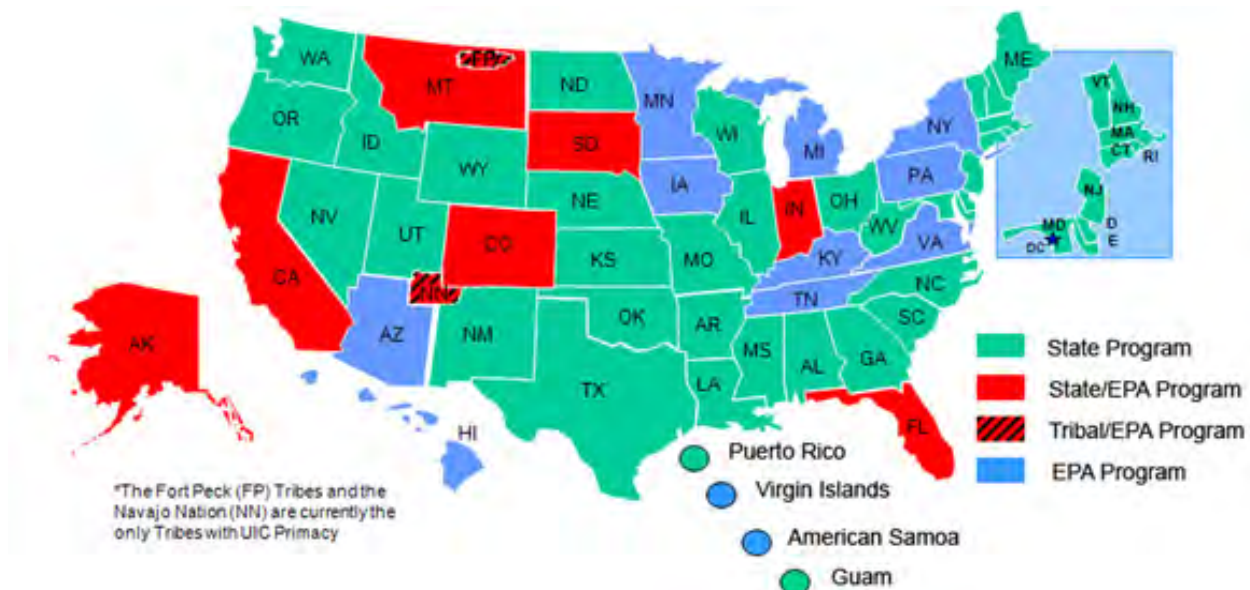 WA
MT
FP
ND
MN
ME
OR
ID
WY
SD
WI
MI
NY
NV
UT
CO
NE
IA
IL
IN
OH
PA
WV
VA
CA
KS
MO
KY
TN
NC
AK
AZ
NN
NM
OK
AR
SC
TX
LA
MS
AL
GA
FL
HI
VT
NH
MA
CT
RI
NJ
MD
D
E
DC
State Program
State/EPA Program
Tribal/EPA Program
EPA Program
Puerto Rico
Virgin Islands
American Samoa
Guam
*The Fort Peck (FP) Tribes and the
Navajo Nation (NN) are currently the
only Tribes with UIC Primacy